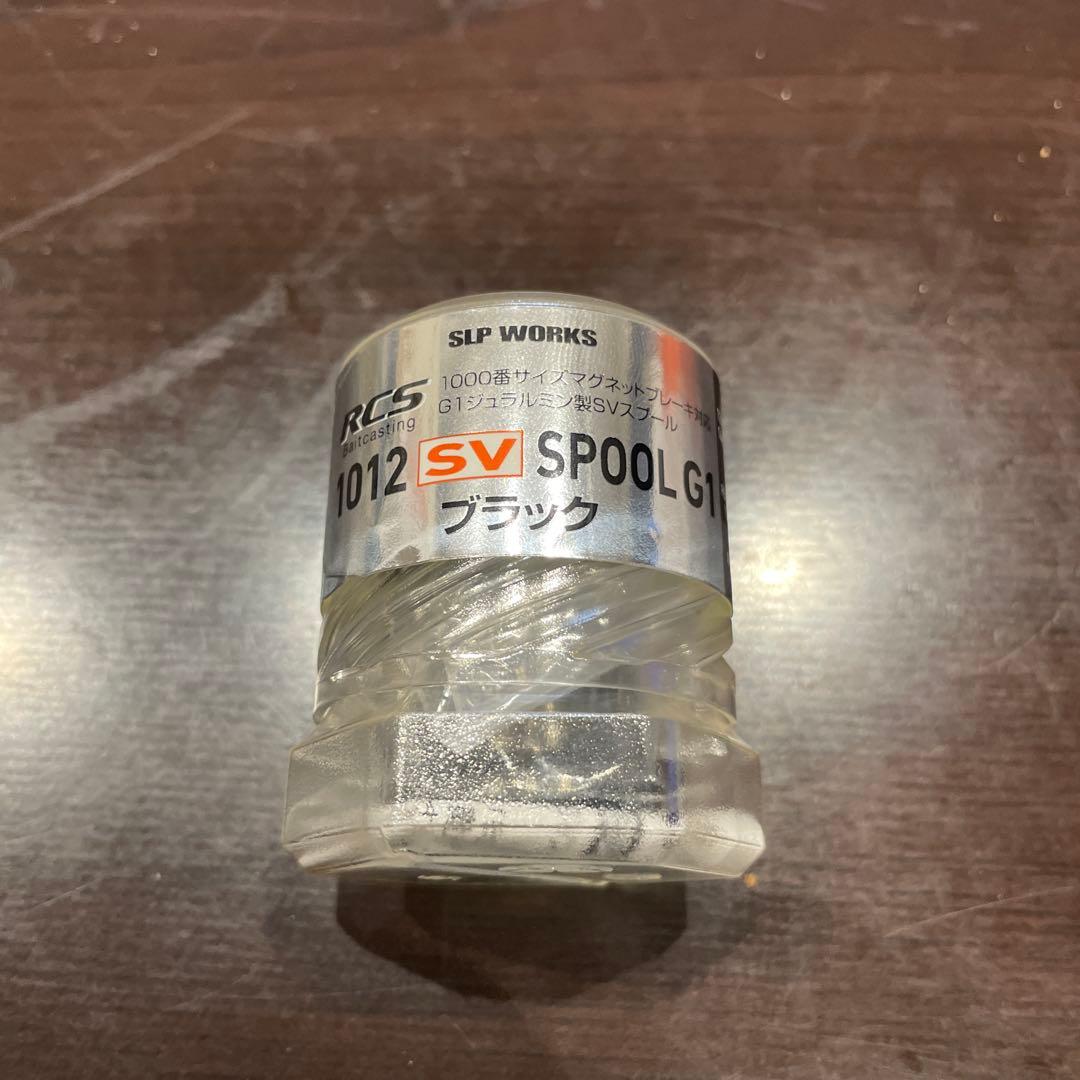 SLP WORKS
RCS
Baitcasting
1000番サイズマグネットブレーキ対応
G1ジュラルミン製SVスプール
1012 SV SPOOL G1
ブラック